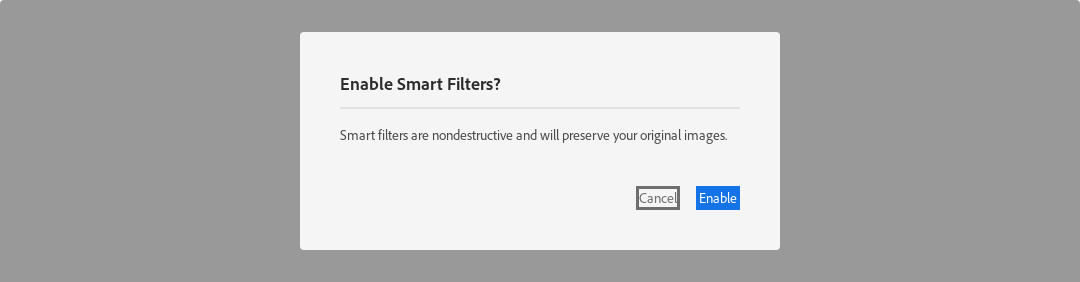 Enable Smart Filters?
Smart filters are nondestructive and will preserve your original images.
Cancel Enable